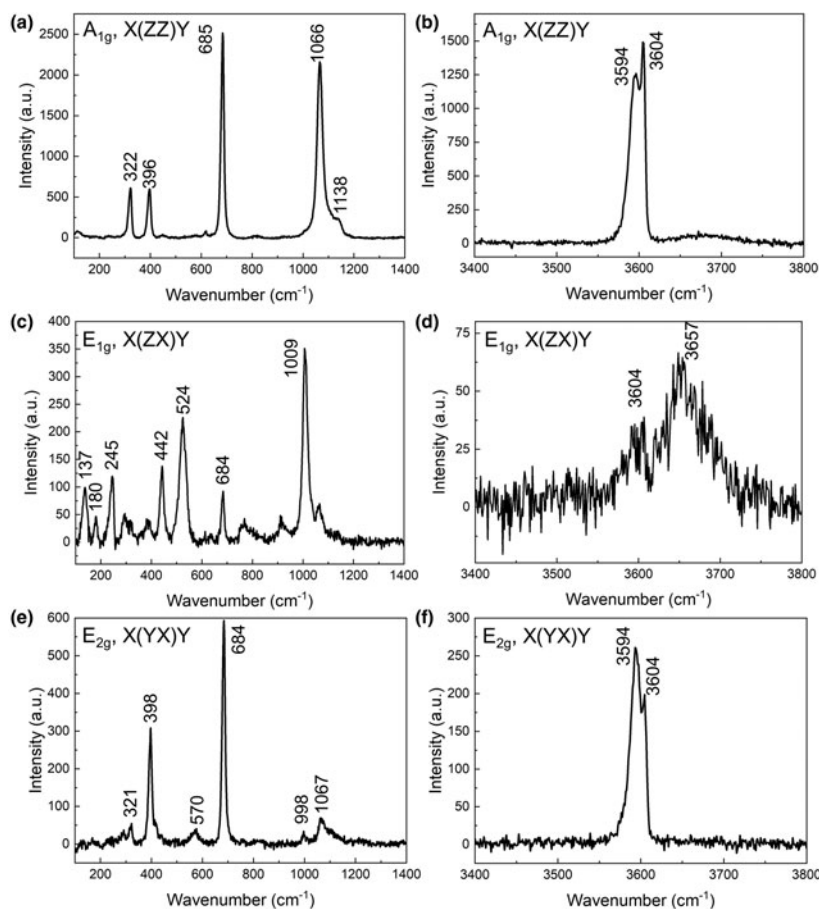 (a)
A1g, X(ZZ)Y
322
396
685
1066
1138
2500
2000
1500
1000
500
0
Intensity (a.u.)
200 400 600 800 1000 1200 1400
Wavenumber (cm-1)
(b)
A1g, X(ZZ)Y
3594
3604
1500
1250
1000
750
500
250
0
Intensity (a.u.)
3400 3500 3600 3700 3800
Wavenumber (cm-1)
(c)
E1g, X(ZX)Y
137
180
245
442
524
684
1009
400
350
300
250
200
150
100
50
0
Intensity (a.u.)
200 400 600 800 1000 1200 1400
Wavenumber (cm-1)
(d)
E1g, X(ZX)Y
3604
3657
75
50
25
0
Intensity (a.u.)
3400 3500 3600 3700 3800
Wavenumber (cm-1)
(e)
E2g, X(YX)Y
321
398
570
684
998
1067
600
500
400
300
200
100
0
Intensity (a.u.)
200 400 600 800 1000 1200 1400
Wavenumber (cm-1)
(f)
E2g, X(YX)Y
3594
3604
300
250
200
150
100
50
0
Intensity (a.u.)
3400 3500 3600 3700 3800
Wavenumber (cm-1)